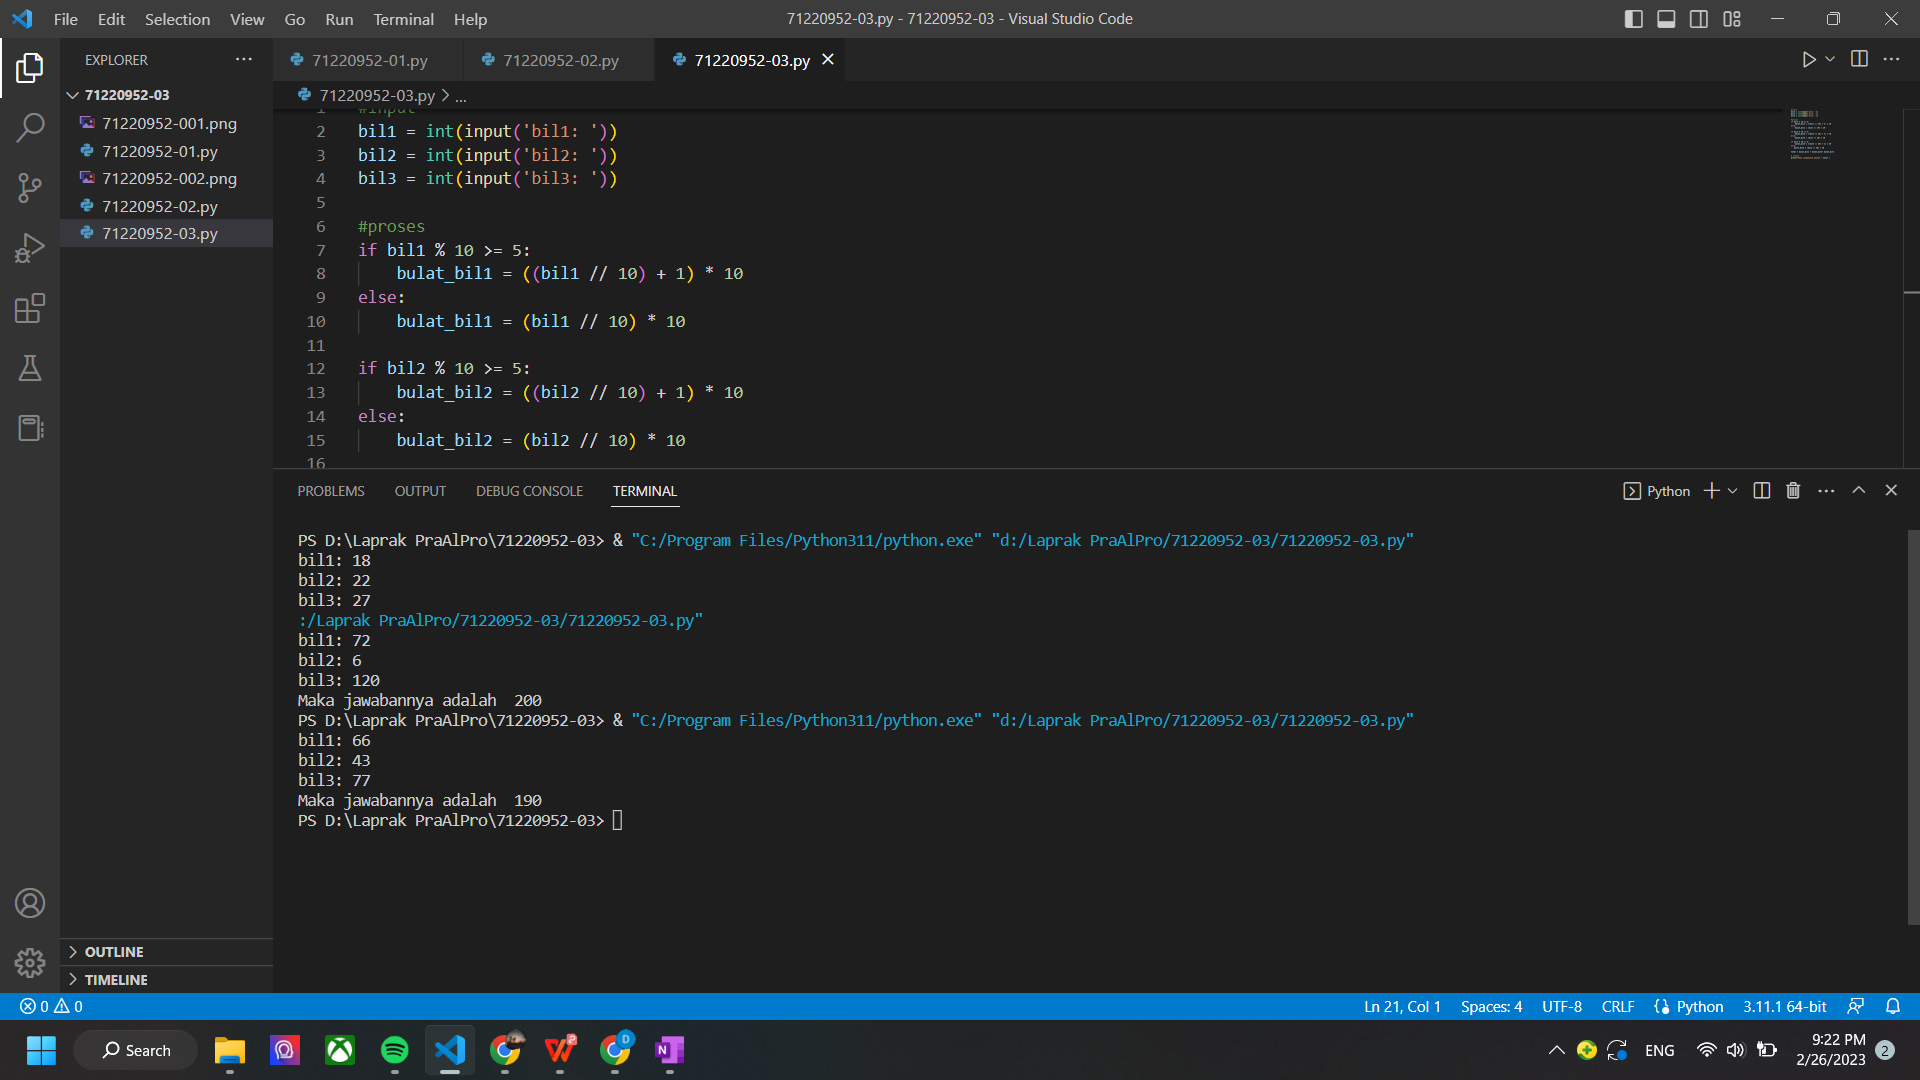 File Edit Selection View Go Run Terminal Help
71220952-03.py - 71220952-03 - Visual Studio Code
EXPLORER
71220952-03
71220952-001.png
71220952-01.py
71220952-002.png
71220952-02.py
71220952-03.py
OUTLINE
TIMELINE
71220952-01.py 71220952-02.py 71220952-03.py
71220952-03.py > ...
1 #input
2 bil1 = int(input('bil1: '))
3 bil2 = int(input('bil2: '))
4 bil3 = int(input('bil3: '))
5
6 #proses
7 if bil1 % 10 >= 5:
8     bulat_bil1 = ((bil1 // 10) + 1) * 10
9 else:
10     bulat_bil1 = (bil1 // 10) * 10
11
12 if bil2 % 10 >= 5:
13     bulat_bil2 = ((bil2 // 10) + 1) * 10
14 else:
15     bulat_bil2 = (bil2 // 10) * 10
16
PROBLEMS OUTPUT DEBUG CONSOLE TERMINAL
Python
PS D:\Laprak PraAlPro\71220952-03> & "C:/Program Files/Python311/python.exe" "d:/Laprak PraAlPro/71220952-03/71220952-03.py"
bil1: 18
bil2: 22
bil3: 27
:/Laprak PraAlPro/71220952-03/71220952-03.py"
bil1: 72
bil2: 6
bil3: 120
Maka jawabannya adalah  200
PS D:\Laprak PraAlPro\71220952-03> & "C:/Program Files/Python311/python.exe" "d:/Laprak PraAlPro/71220952-03/71220952-03.py"
bil1: 66
bil2: 43
bil3: 77
Maka jawabannya adalah  190
PS D:\Laprak PraAlPro\71220952-03>
0 0
Ln 21, Col 1 Spaces: 4 UTF-8 CRLF Python 3.11.1 64-bit
Search
ENG
9:22 PM
2/26/2023
2